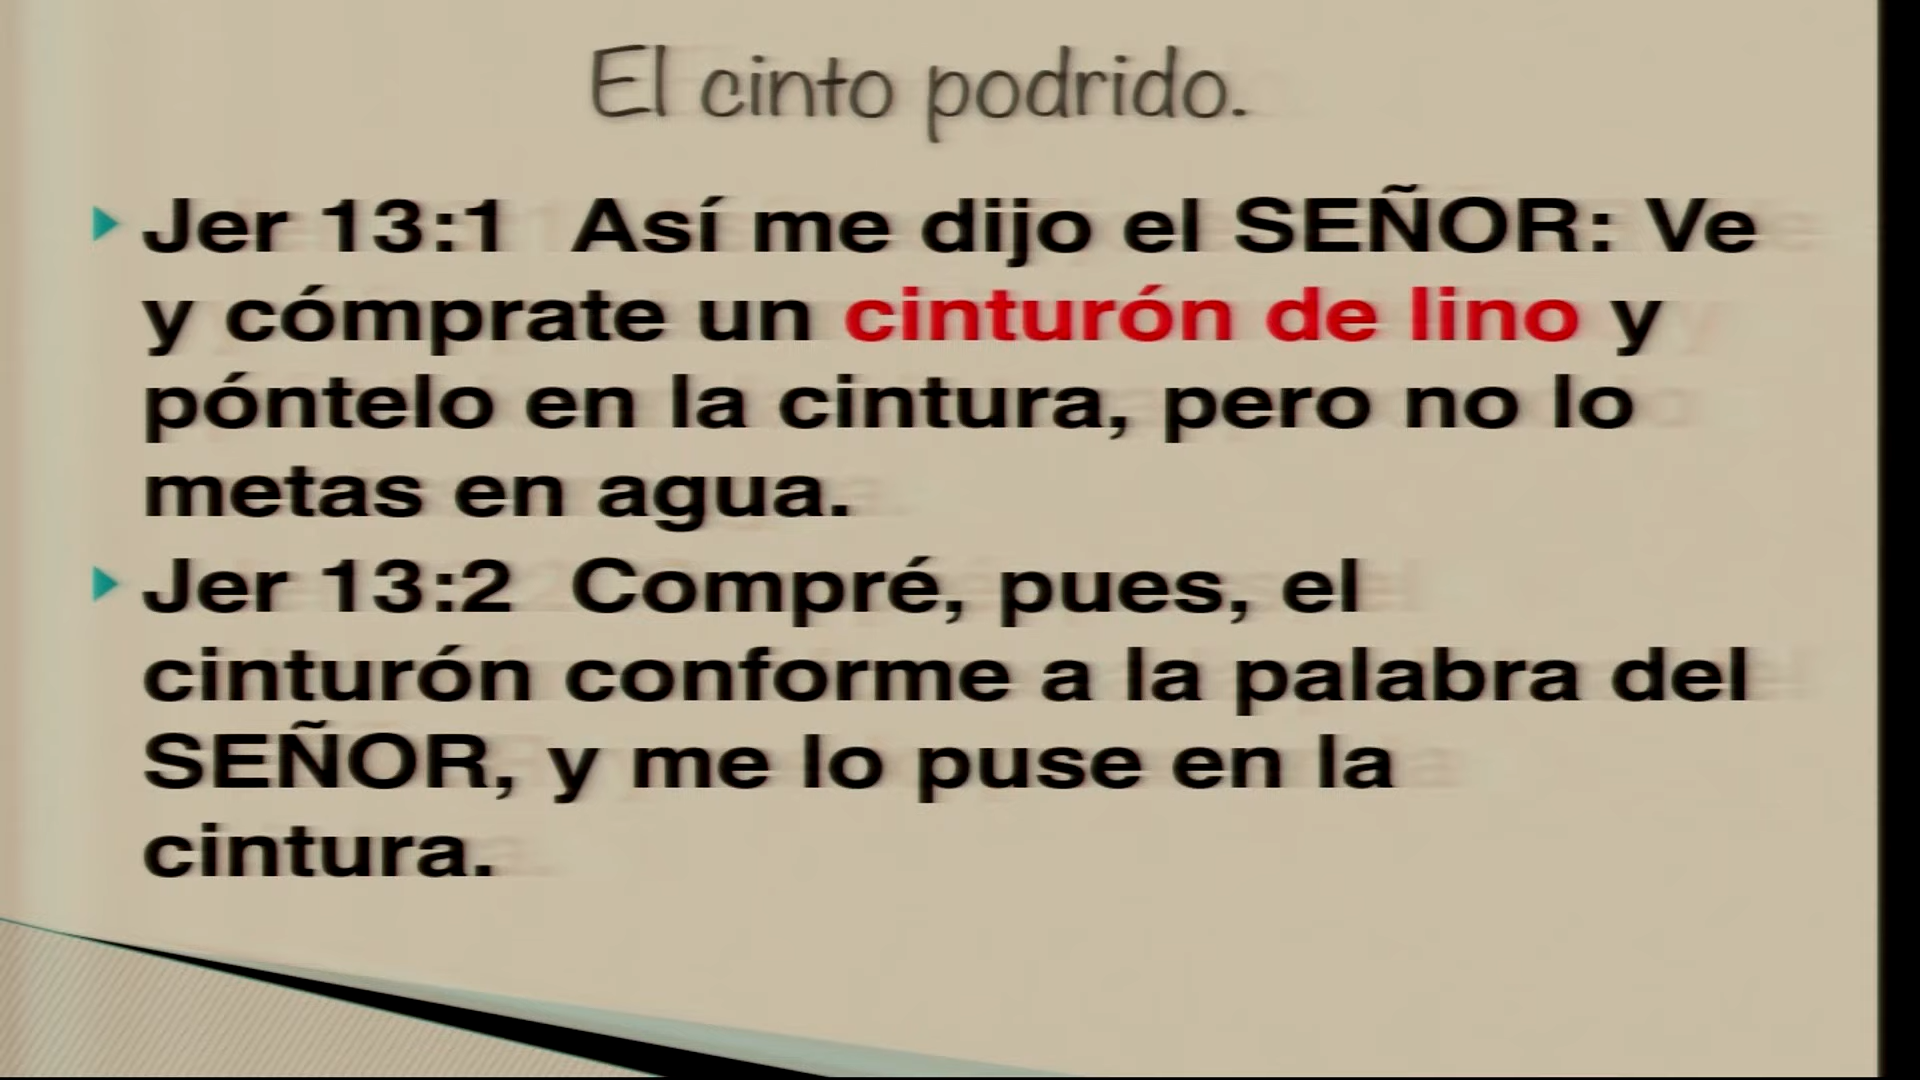 El cinto podrido.
Jer 13:1 Así me dijo el SEÑOR: Ve
y cómprate un cinturón de lino y
póntelo en la cintura, pero no lo
metas en agua.
Jer 13:2 Compré, pues, el
cinturón conforme a la palabra del
SEÑOR, y me lo puse en la
cintura.